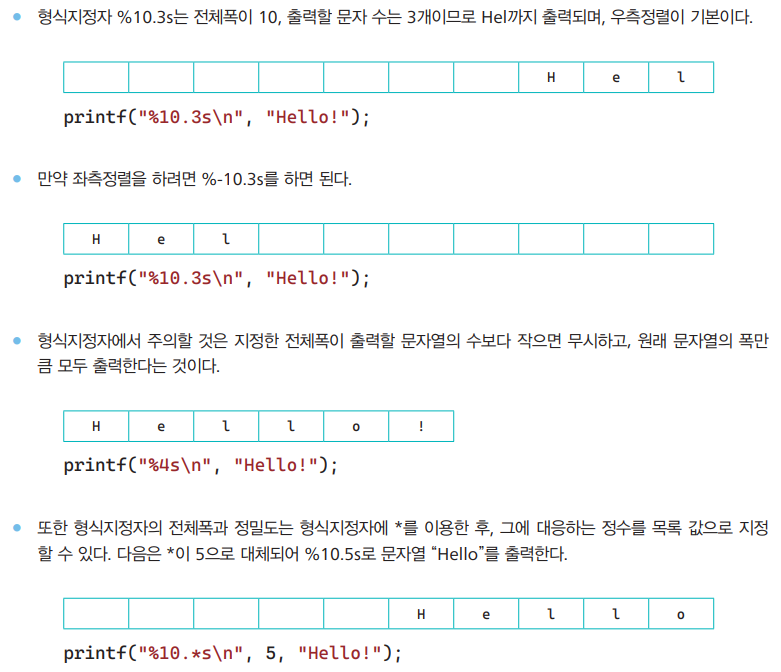 형식지정자 %10.3s는 전체폭이 10, 출력할 문자 수는 3개이므로 Hel까지 출력되며, 우측정렬이 기본이다.
H e l
printf("%10.3s\n", "Hello!");
만약 좌측정렬을 하려면 %-10.3s를 하면 된다.
H e l
printf("%10.3s\n", "Hello!");
형식지정자에서 주의할 것은 지정한 전체폭이 출력할 문자열의 수보다 작으면 무시하고, 원래 문자열의 폭만
큼 모두 출력한다는 것이다.
H e l l o !
printf("%4s\n", "Hello!");
또한 형식지정자의 전체폭과 정밀도는 형식지정자에 *를 이용한 후, 그에 대응하는 정수를 목록 값으로 지정
할 수 있다. 다음은 *이 5으로 대체되어 %10.5s로 문자열 “Hello”를 출력한다.
H e l l o
printf("%10.*s\n", 5, "Hello!");